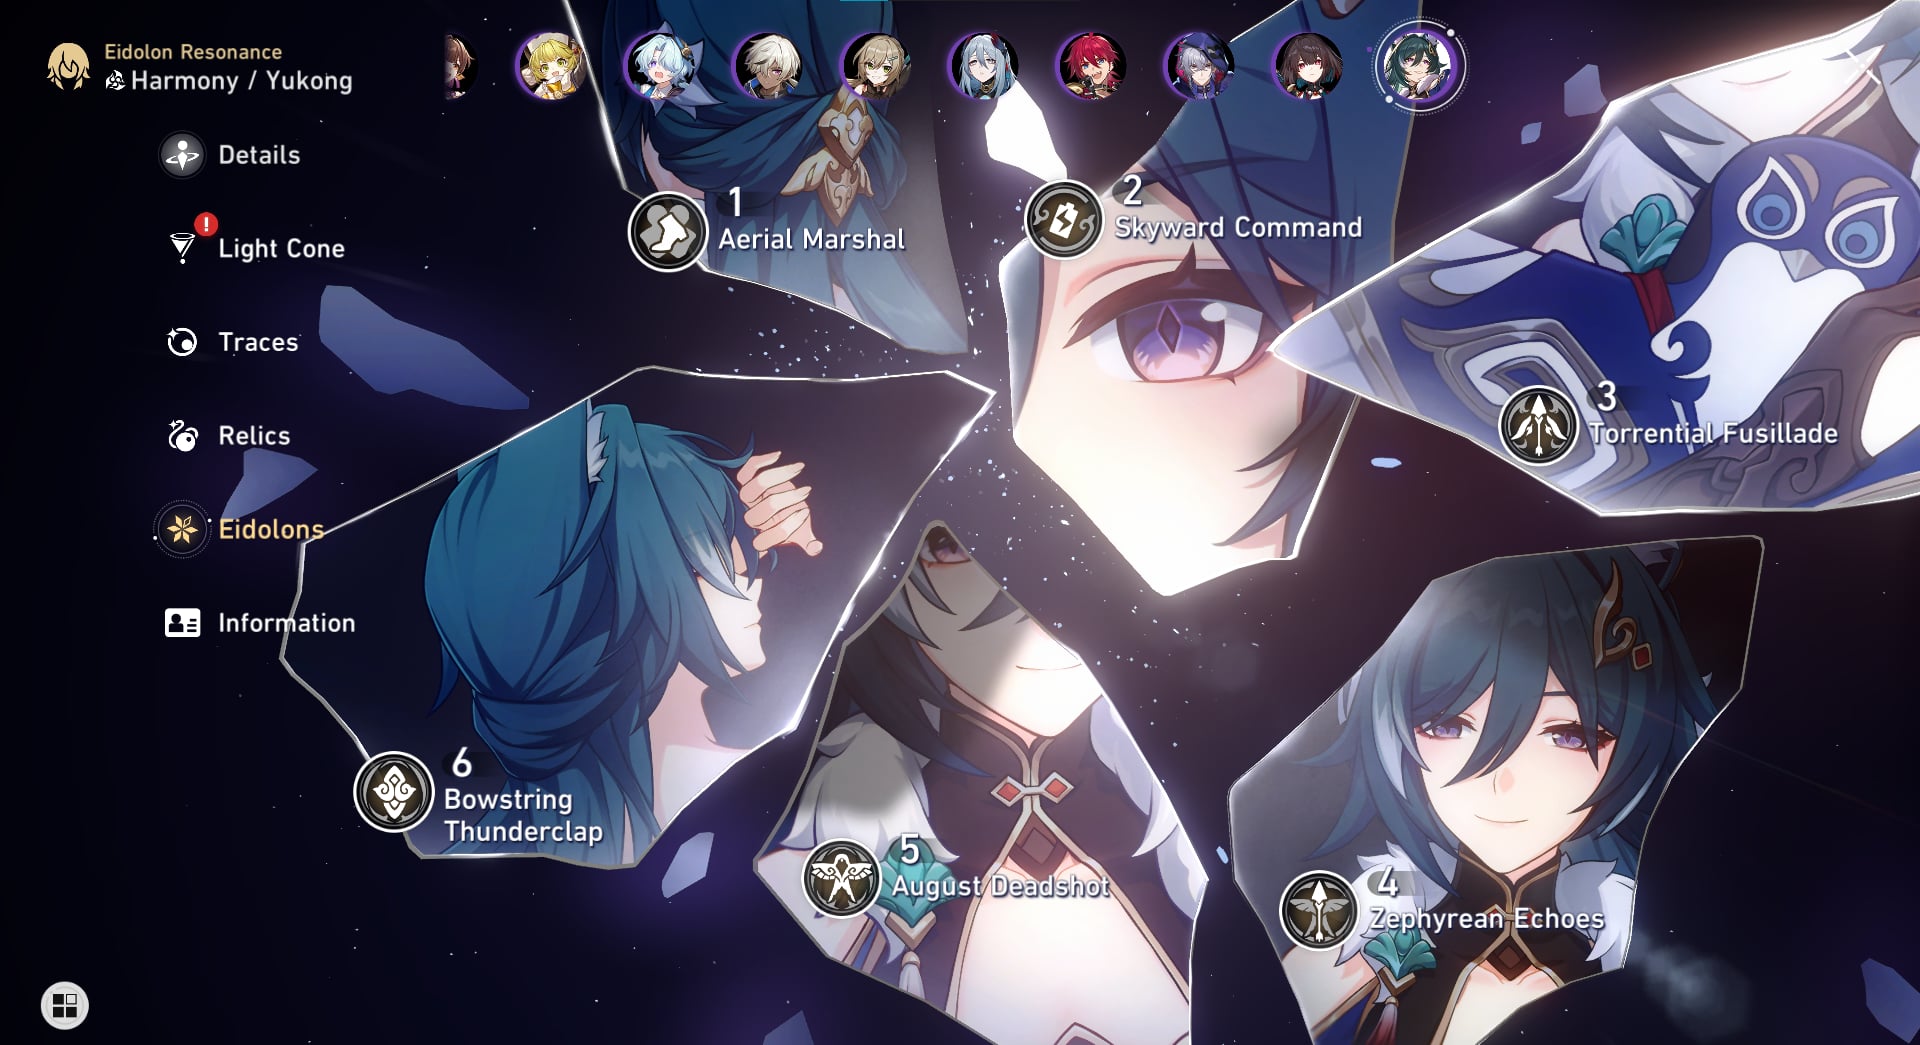 Eidolon Resonance
Harmony / Yukong
Details
Light Cone
Traces
Relics
Eidolons
Information
1
Aerial Marshal
2
Skyward Command
3
Torrential Fusillade
4
Zephyrean Echoes
5
August Deadshot
6
Bowstring
Thunderclap